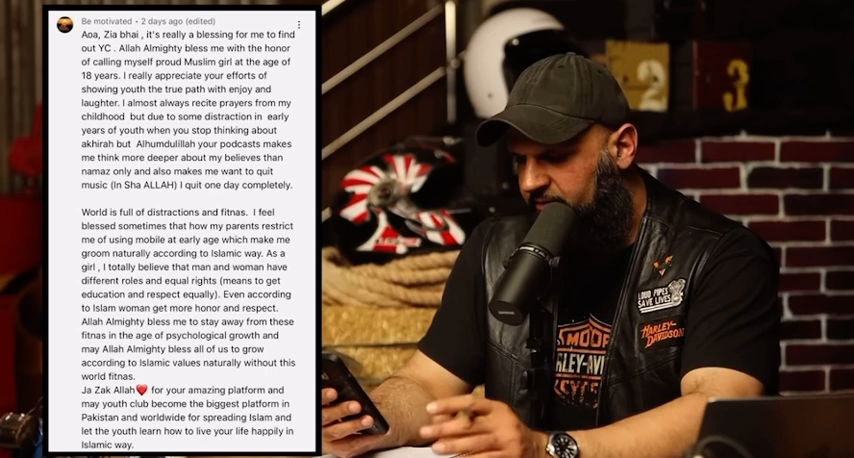 Be motivated • 2 days ago (edited)
Aoa, Zia bhai , it's really a blessing for me to find
out YC . Allah Almighty bless me with the honor
of calling myself proud Muslim girl at the age of
18 years. I really appreciate your efforts of
showing youth the true path with enjoy and
laughter. I almost always recite prayers from my
childhood  but due to some distraction in  early
years of youth when you stop thinking about
akhirah but  Alhumdulillah your podcasts makes
me think more deeper about my believes than
namaz only and also makes me want to quit
music (In Sha ALLAH) I quit one day completely.
World is full of distractions and fitnas.  I feel
blessed sometimes that how my parents restrict
me of using mobile at early age which make me
groom naturally according to Islamic way. As a
girl , I totally believe that man and woman have
different roles and equal rights (means to get
education and respect equally). Even according
to Islam woman get more honor and respect.
Allah Almighty bless me to stay away from these
fitnas in the age of psychological growth and
may Allah Almighty bless all of us to grow
according to Islamic values naturally without this
world fitnas.
Ja Zak Allah❤️ for your amazing platform and
may youth club become the biggest platform in
Pakistan and worldwide for spreading Islam and
let the youth learn how to live your life happily in
Islamic way.
2
3
LOUD PIPES
SAVE LIVES
HARLEY-
DAVIDSON
MOTOR